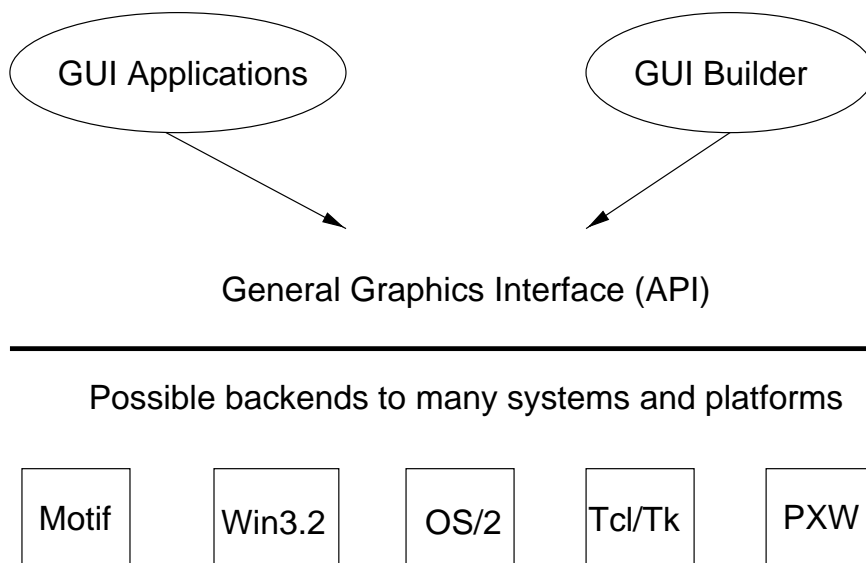 GUI Applications
GUI Builder
General Graphics Interface (API)
Possible backends to many systems and platforms
Motif
Win3.2
OS/2
Tcl/Tk
PXW